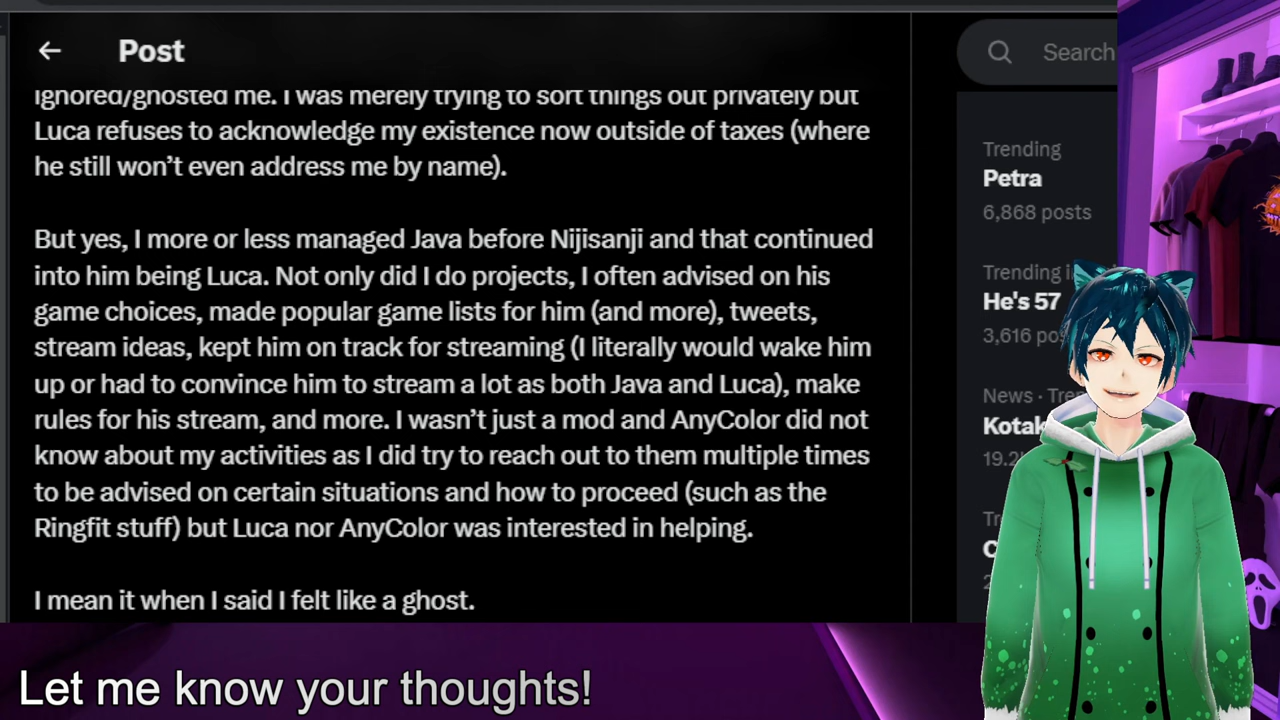 Post
Search
ignored/ghosted me. I was merely trying to sort things out privately but
Luca refuses to acknowledge my existence now outside of taxes (where
he still won't even address me by name).
But yes, I more or less managed Java before Nijisanji and that continued
into him being Luca. Not only did I do projects, I often advised on his
game choices, made popular game lists for him (and more), tweets,
stream ideas, kept him on track for streaming (I literally would wake him
up or had to convince him to stream a lot as both Java and Luca), make
rules for his stream, and more. I wasn't just a mod and AnyColor did not
know about my activities as I did try to reach out to them multiple times
to be advised on certain situations and how to proceed (such as the
Ringfit stuff) but Luca nor AnyColor was interested in helping.
I mean it when I said I felt like a ghost.
Trending
Petra
6,868 posts
Trending
He's 57
3,616
News
Let me know your thoughts!